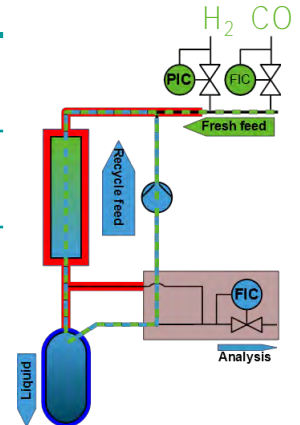 H2 CO
PIC
FIC
Fresh feed
Recycle feed
FIC
Analysis
Liquid